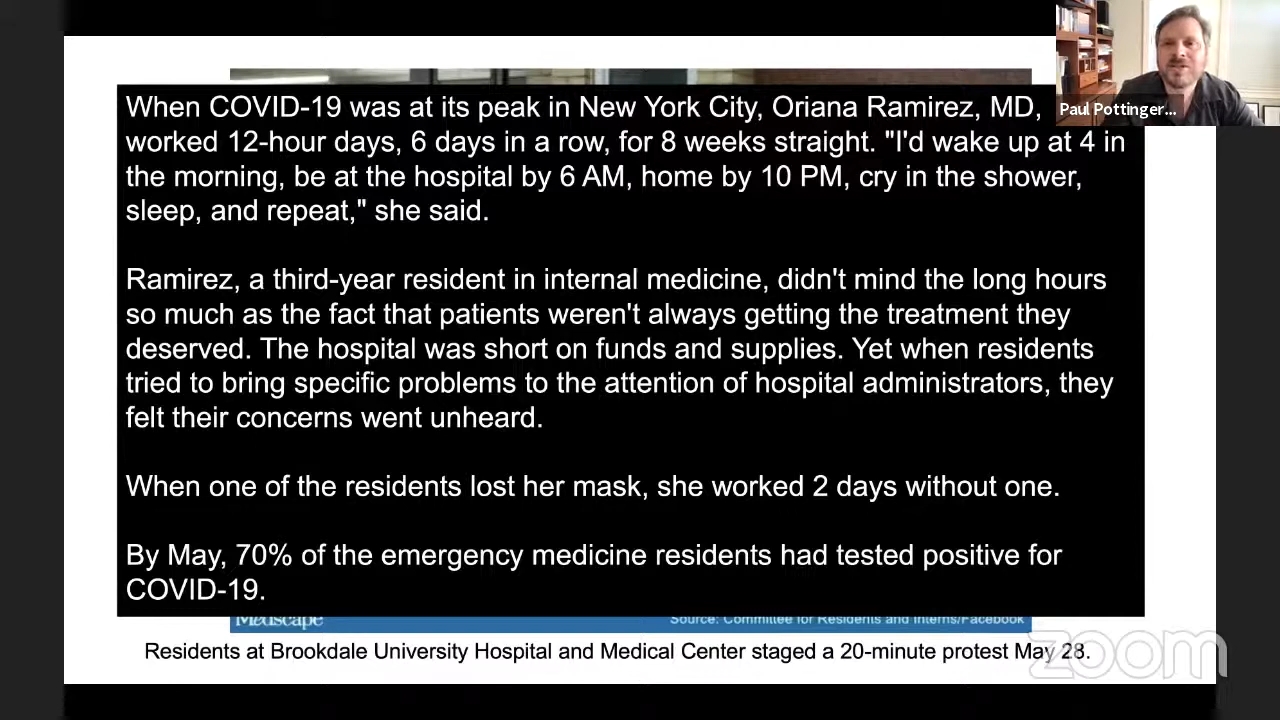 Paul Pottinger...
When COVID-19 was at its peak in New York City, Oriana Ramirez, MD,
worked 12-hour days, 6 days in a row, for 8 weeks straight. "I'd wake up at 4 in
the morning, be at the hospital by 6 AM, home by 10 PM, cry in the shower,
sleep, and repeat," she said.
Ramirez, a third-year resident in internal medicine, didn't mind the long hours
so much as the fact that patients weren't always getting the treatment they
deserved. The hospital was short on funds and supplies. Yet when residents
tried to bring specific problems to the attention of hospital administrators, they
felt their concerns went unheard.
When one of the residents lost her mask, she worked 2 days without one.
By May, 70% of the emergency medicine residents had tested positive for
COVID-19.
Medscape Source: Committee for Residents and Interns/Facebook
Residents at Brookdale University Hospital and Medical Center staged a 20-minute protest May 28.
zoom